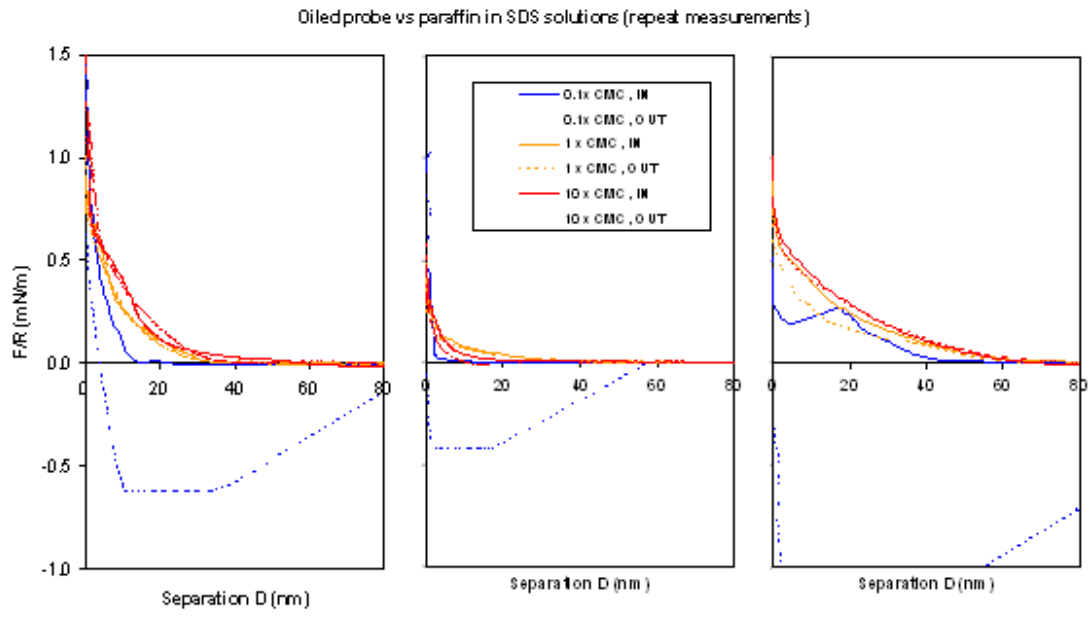 Oiled probe vs paraffin in SDS solutions (repeat measurements)
F/R (mN/m)
1.5
1.0
0.5
0.0
-0.5
-1.0
0 20 40 60 80
Separation D (nm)
0 20 40 60 80
Separation D (nm)
0 20 40 60 80
Separation D (nm)
0.1x CMC, IN
0.1x CMC, OUT
1 x CMC, IN
1 x CMC, OUT
10 x CMC, IN
10 x CMC, OUT